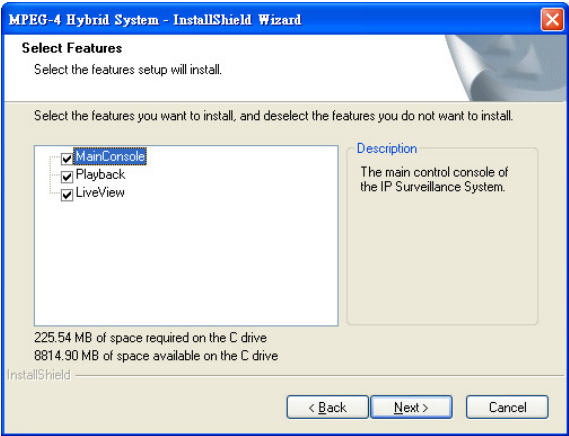 MPEG-4 Hybrid System - InstallShield Wizard
Select Features
Select the features setup will install.
Select the features you want to install, and deselect the features you do not want to install.
MainConsole
Playback
LiveView
Description
The main control console of
the IP Surveillance System.
225.54 MB of space required on the C drive
8814.90 MB of space available on the C drive
InstallShield
< Back
Next >
Cancel